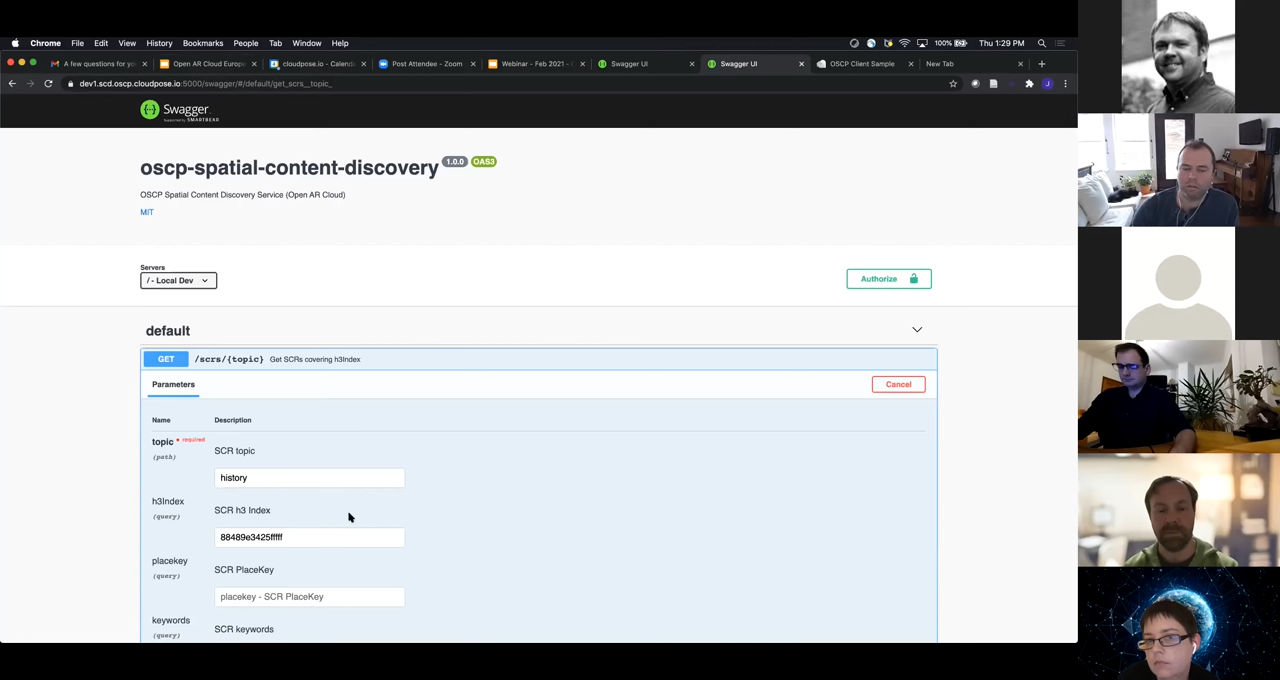 Chrome File Edit View History Bookmarks People Tab Window Help
100% Thu 1:29 PM
A few questions for yo
Open AR Cloud Europe
cloudpose.io - Calenda
Post Attendee - Zoom
Webinar - Feb 2021 -
Swagger UI
Swagger UI
OSCP Client Sample
New Tab
dev1.scd.oscp.cloudpose.io:5000/swagger/#/default/get_scrs__topic_
J
Swagger
Supported by SMARTBEAR
oscp-spatial-content-discovery 1.0.0 OAS3
OSCP Spatial Content Discovery Service (Open AR Cloud)
MIT
Servers
/ - Local Dev
Authorize
default
GET /scrs/{topic} Get SCRs covering h3Index
Parameters
Cancel
Name Description
topic * required
(path)
SCR topic
history
h3Index
(query)
SCR h3 Index
88489e3425fffff
placekey
(query)
SCR PlaceKey
placekey - SCR PlaceKey
keywords
(query)
SCR keywords